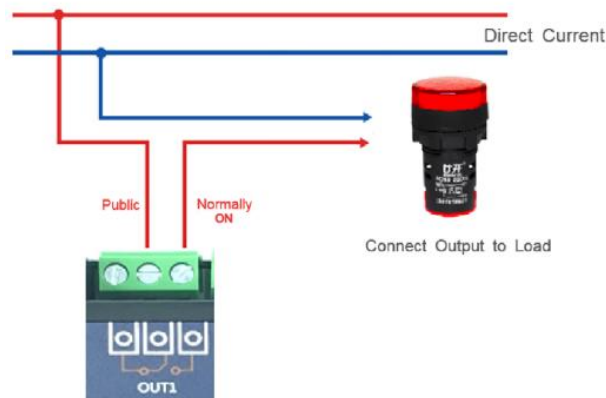 Direct Current
Public
Normally
ON
Connect Output to Load
OUT1